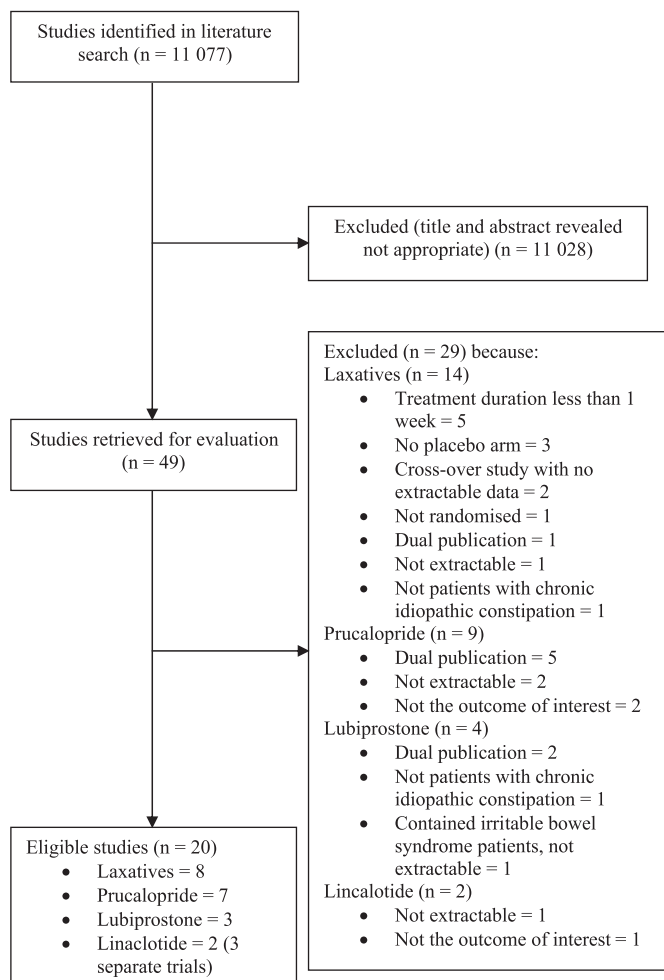 Studies identified in literature
search (n = 11 077)
Excluded (title and abstract revealed
not appropriate) (n = 11 028)
Studies retrieved for evaluation
(n = 49)
Excluded (n = 29) because:
Laxatives (n = 14)
• Treatment duration less than 1
week = 5
• No placebo arm = 3
• Cross-over study with no
extractable data = 2
• Not randomised = 1
• Dual publication = 1
• Not extractable = 1
• Not patients with chronic
idiopathic constipation = 1
Prucalopride (n = 9)
• Dual publication = 5
• Not extractable = 2
• Not the outcome of interest = 2
Lubiprostone (n = 4)
• Dual publication = 2
• Not patients with chronic
idiopathic constipation = 1
• Contained irritable bowel
syndrome patients, not
extractable = 1
Lincalotide (n = 2)
• Not extractable = 1
• Not the outcome of interest = 1
Eligible studies (n = 20)
• Laxatives = 8
• Prucalopride = 7
• Lubiprostone = 3
• Linaclotide = 2 (3
separate trials)